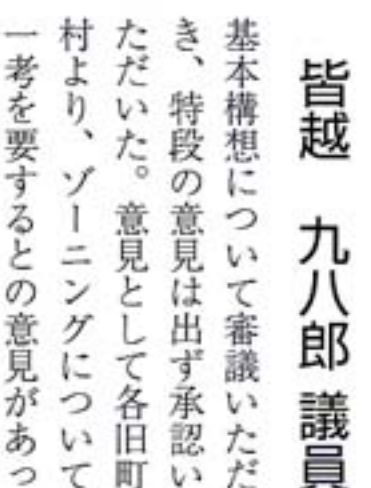 皆越　九八郎 議員
基本構想について審議いただ
き、特段の意見は出ず承認い
ただいた。意見として各旧町
村より、ゾーニングについて
一考を要するとの意見があっ